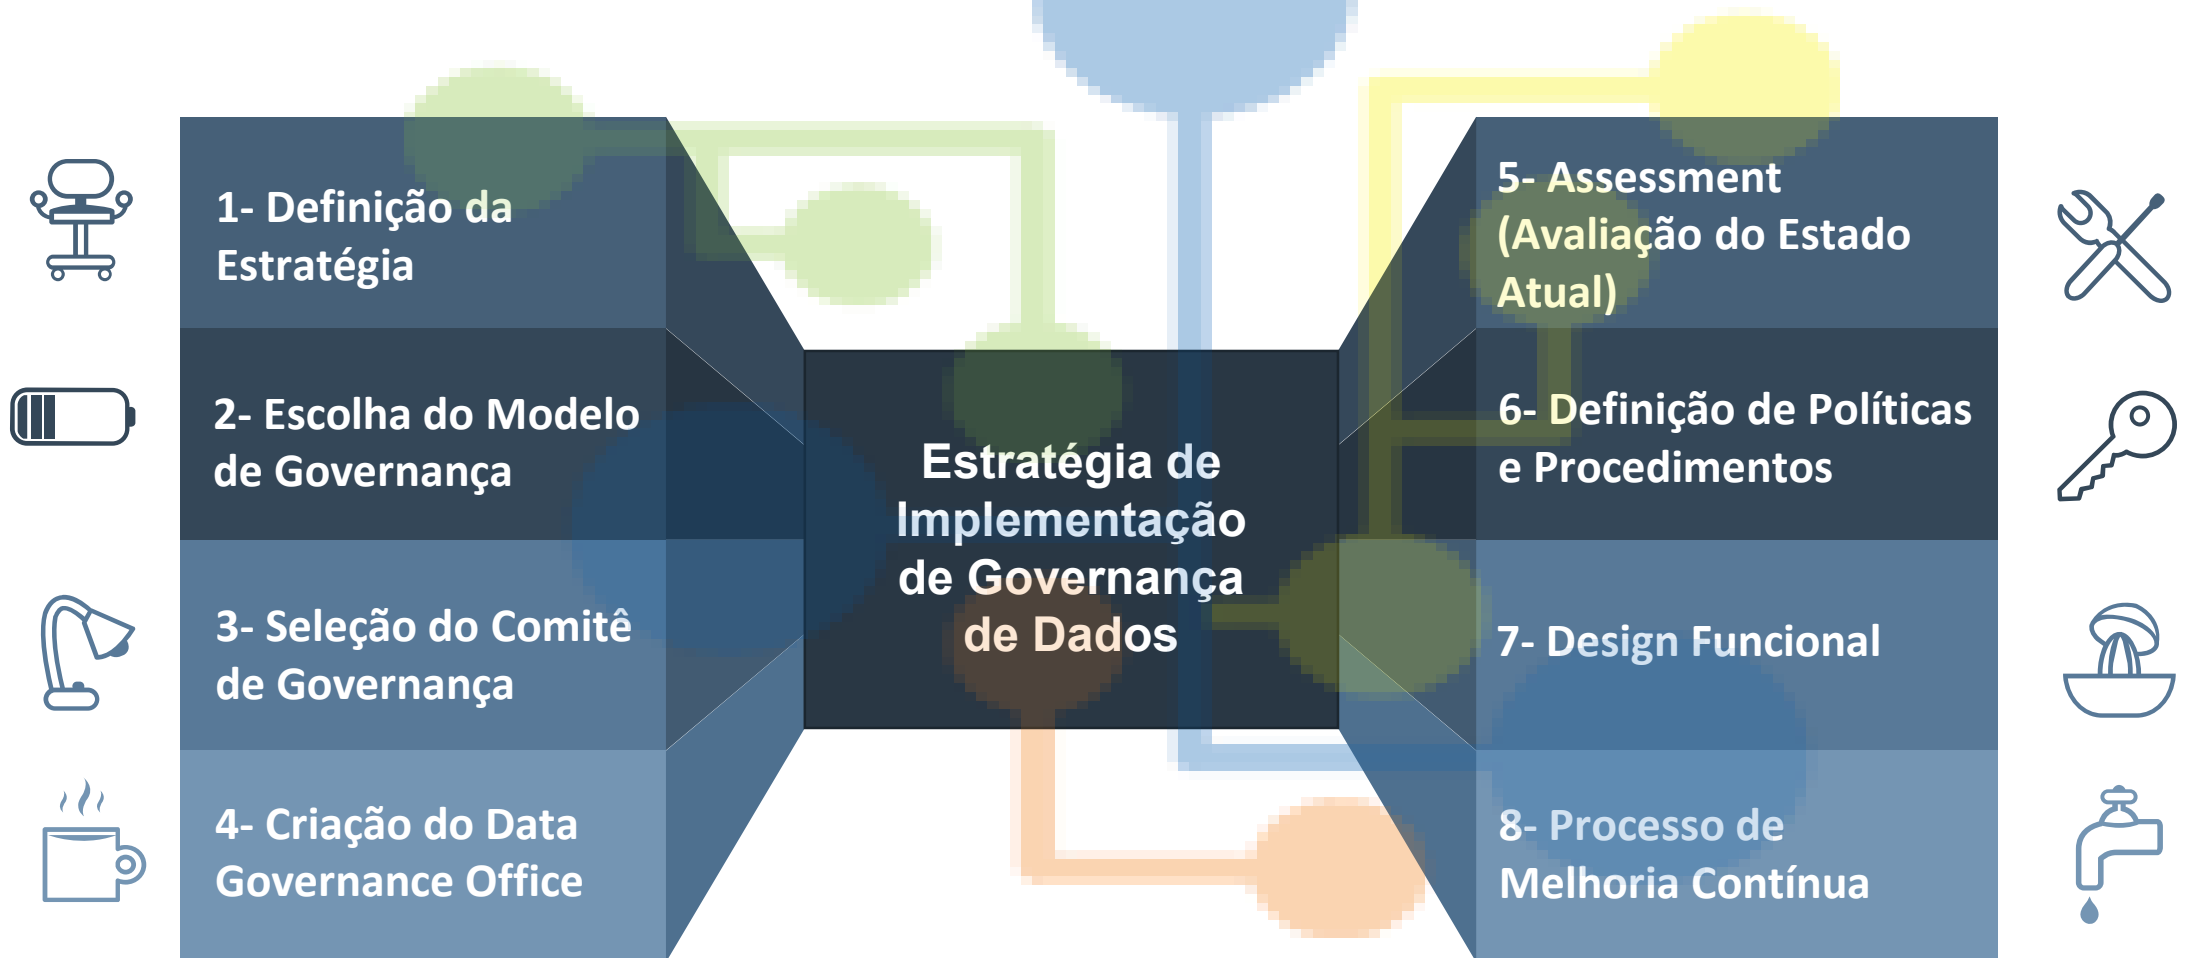 1- Definição da
Estratégia
2- Escolha do Modelo
de Governança
3- Seleção do Comitê
de Governança
4- Criação do Data
Governance Office
Estratégia de
Implementação
de Governança
de Dados
5- Assessment
(Avaliação do Estado
Atual)
6- Definição de Políticas
e Procedimentos
7- Design Funcional
8- Processo de
Melhoria Contínua